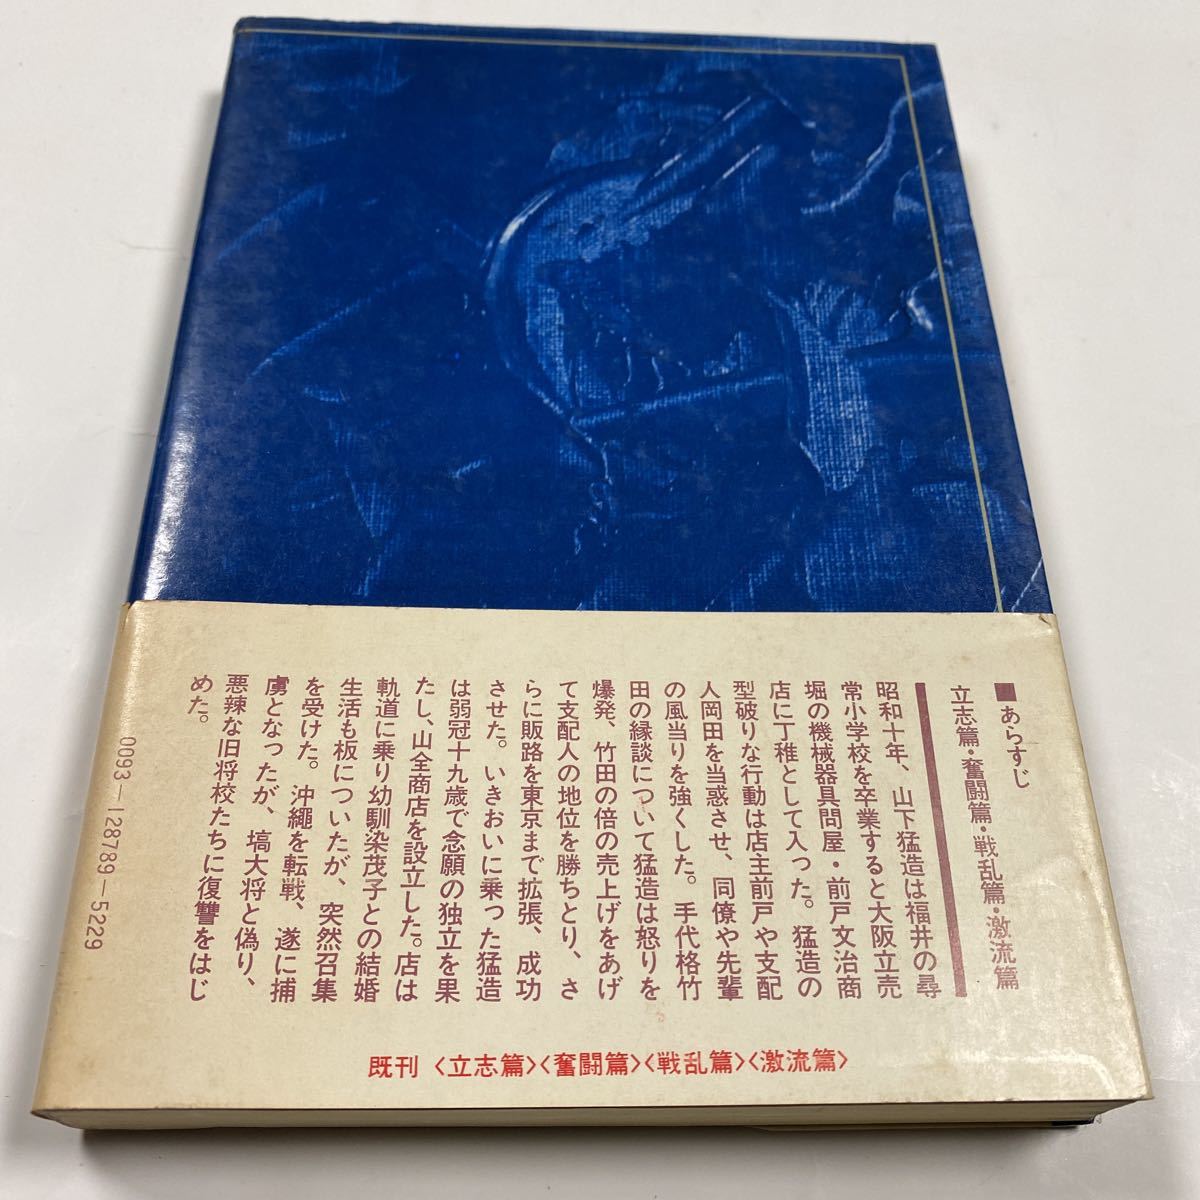 ■あらすじ
立志篇・奮闘篇・戦乱篇・激流篇
昭和十年、山下猛造は福井の尋
常小学校を卒業すると大阪立売
堀の機械器具問屋・前戸文治商
店に丁稚として入った。猛造の
型破りな行動は店主前戸や支配
人岡田を当惑させ、同僚や先輩
の風当りを強くした。手代格竹
田の縁談について猛造は怒りを
爆発、竹田の倍の売上げをあげ
て支配人の地位を勝ちとり、さ
らに販路を東京まで拡張、成功
させた。いきおいに乗った猛造
は弱冠十九歳で念願の独立を果
たし、山全商店を設立した。店は
軌道に乗り幼馴染茂子との結婚
生活も板についたが、突然召集
を受けた。沖縄を転戦、遂に捕
虜となったが、塙大将と偽り、
悪辣な旧将校たちに復讐をはじ
めた。
0093-128789-5229
既刊〈立志篇〉〈奮闘篇〉〈戦乱篇〉〈激流篇〉